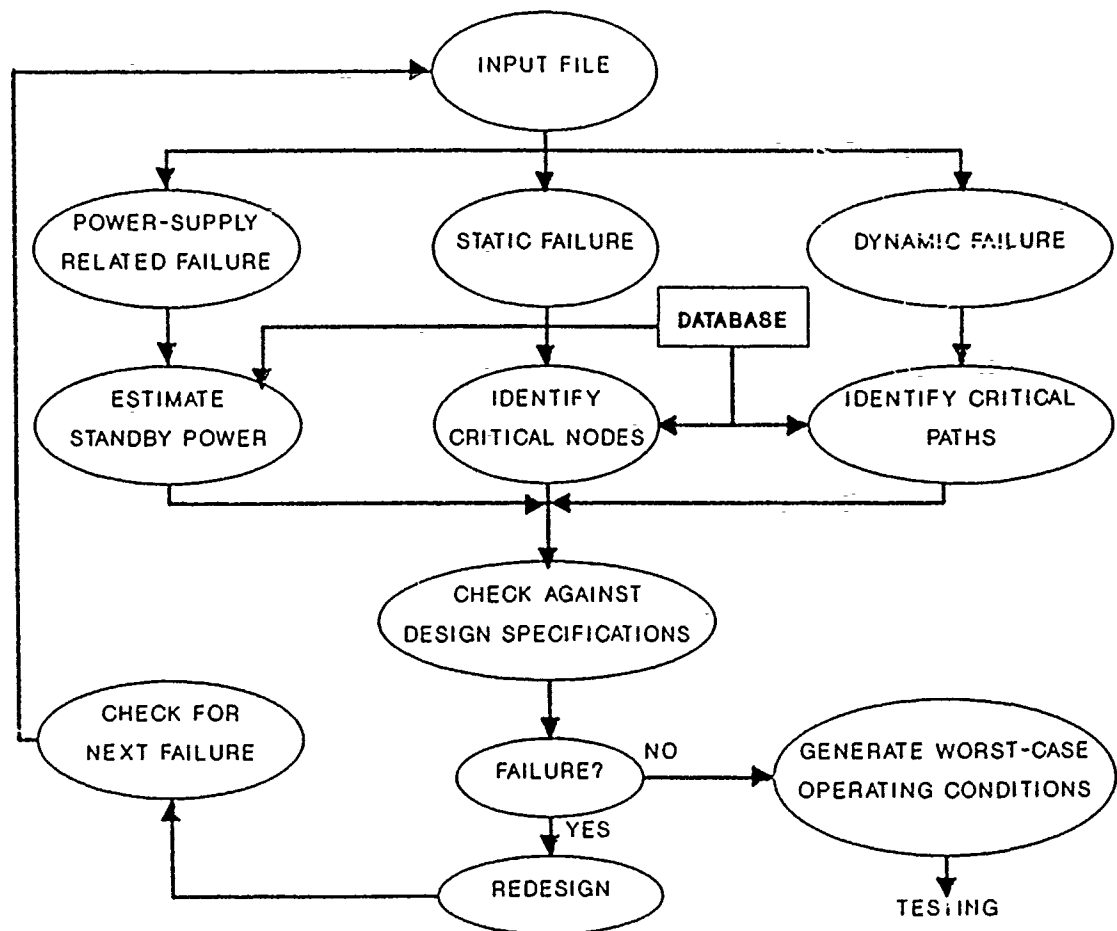 INPUT FILE
POWER-SUPPLY
RELATED FAILURE
STATIC FAILURE
DYNAMIC FAILURE
DATABASE
ESTIMATE
STANDBY POWER
IDENTIFY
CRITICAL NODES
IDENTIFY CRITICAL
PATHS
CHECK AGAINST
DESIGN SPECIFICATIONS
CHECK FOR
NEXT FAILURE
FAILURE?
NO
GENERATE WORST-CASE
OPERATING CONDITIONS
YES
REDESIGN
TESTING